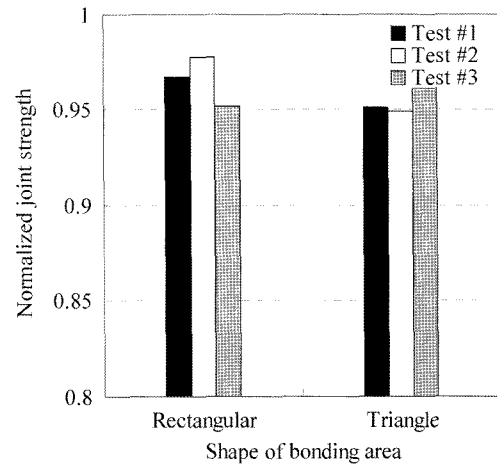 1
0.95
0.9
0.85
0.8
Normalized joint strength
Test #1
Test #2
Test #3
Rectangular
Triangle
Shape of bonding area